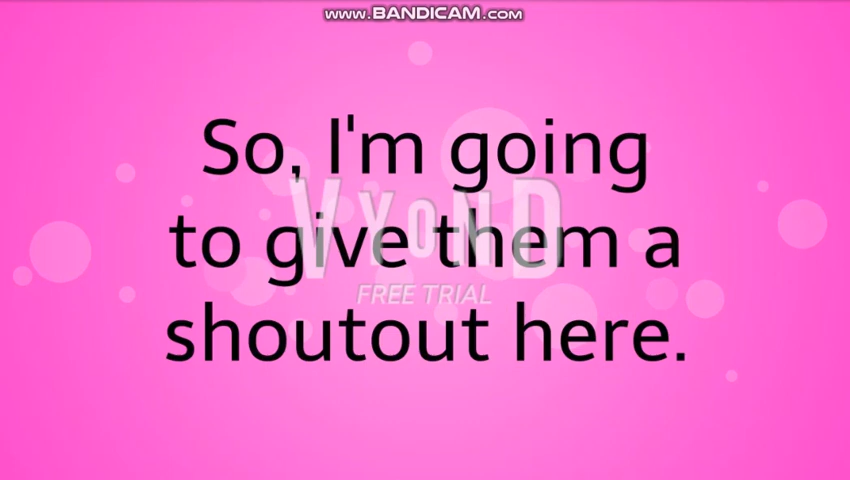 www.BANDICAM.com
So, I'm going
to give them a
shoutout here.
VYOND
FREE TRIAL